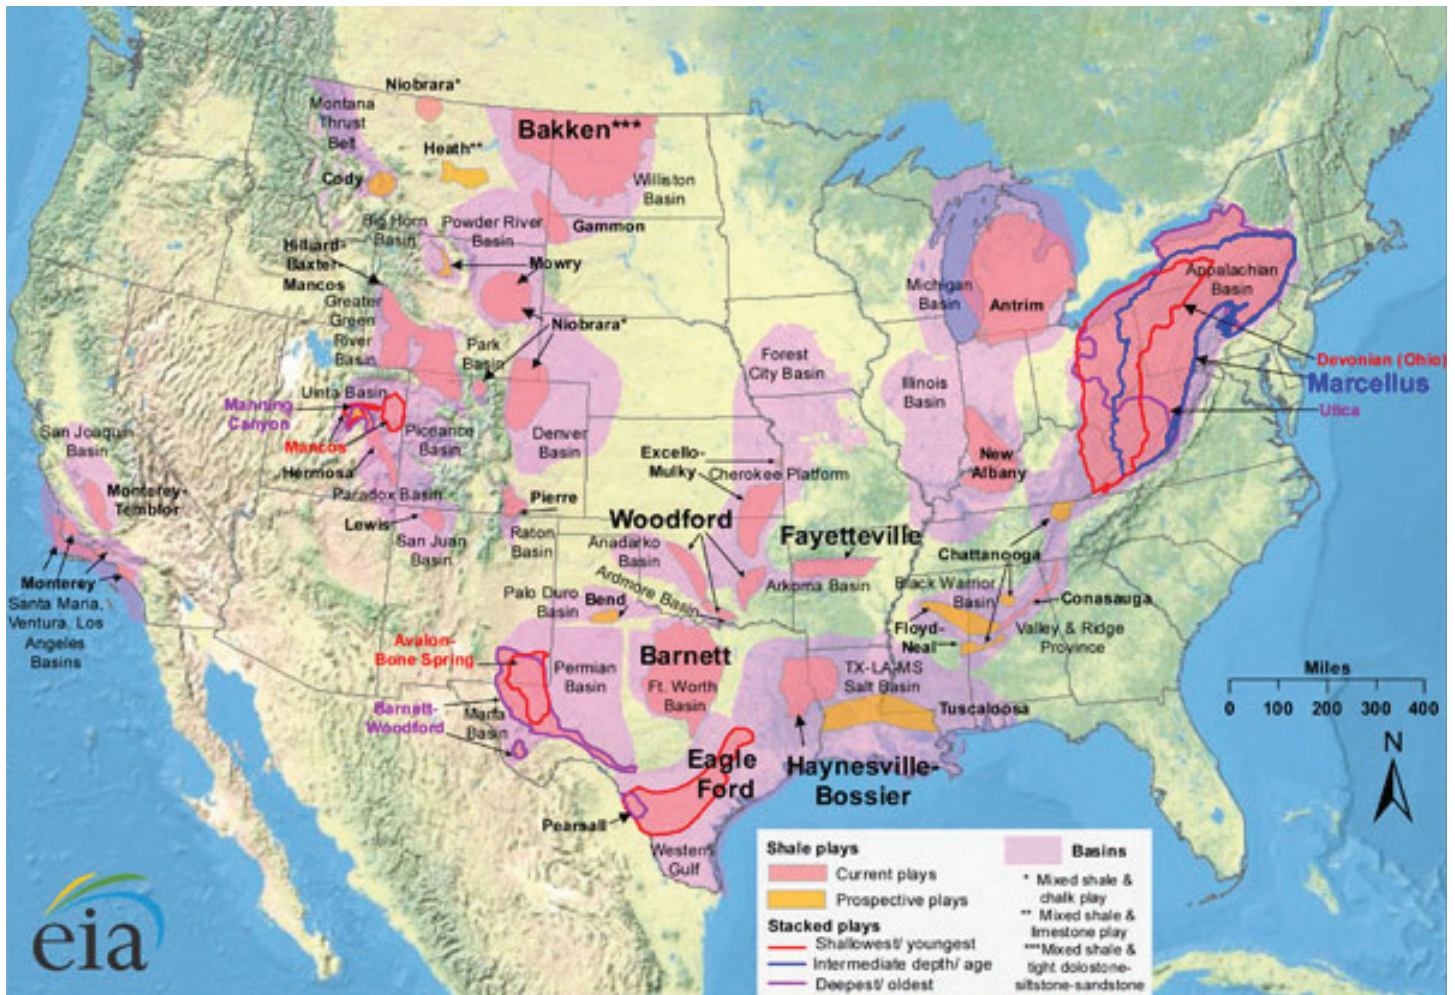 Niobrara*
Montana
Thrust
Belt
Bakken***
Heath**
Cody
Williston
Basin
Big Horn
Basin
Powder River
Basin
Gammon
Hilliard-
Baxter-
Mancos
Mowry
Michigan
Basin
Antrim
Appalachian
Basin
Greater
Green
River
Basin
Niobrara*
Park
Basin
Forest
City Basin
Illinois
Basin
Devonian (Ohio)
Marcellus
Utica
Uinta Basin
Manning
Canyon
Mancos
Piceance
Basin
Hermosa
Denver
Basin
San Joaquin
Basin
Monterey-
Temblor
Excello-
Mulky
Cherokee Platform
New
Albany
Paradox Basin
Lewis
San Juan
Basin
Pierre
Raton
Basin
Woodford
Anadarko
Basin
Fayetteville
Arkoma Basin
Chattanooga
Monterey
Santa Maria,
Ventura, Los
Angeles
Basins
Palo Duro
Basin
Bend
Ardmore Basin
Black Warrior
Basin
Conasauga
Floyd-
Neal
Valley & Ridge
Province
Avalon-
Bone Spring
Permian
Basin
Barnett
Ft. Worth
Basin
TX-LA-MS
Salt Basin
Tuscaloosa
Barnett-
Woodford
Marfa
Basin
Eagle
Ford
Haynesville-
Bossier
Pearsall
Western
Gulf
Miles
0 100 200 300 400
N
Shale plays
Current plays
Prospective plays
Stacked plays
Shallowest/ youngest
Intermediate depth/ age
Deepest/ oldest
Basins
* Mixed shale &
chalk play
** Mixed shale &
limestone play
***Mixed shale &
tight dolostone-
siltstone-sandstone
eia